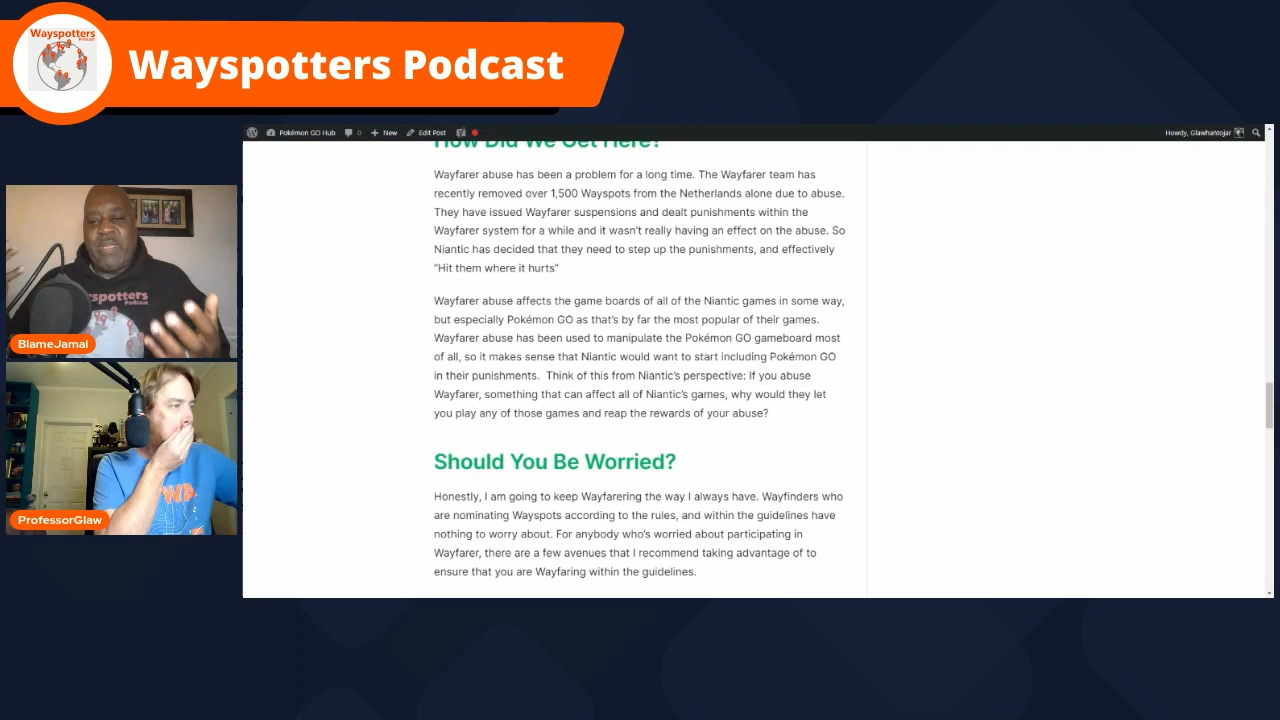 Wayspotters
Podcast
Wayspotters Podcast
Pokémon GO Hub
0
New
Edit Post
Howdy, Glawhantojar
How Did We Get Here?
Wayfarer abuse has been a problem for a long time. The Wayfarer team has
recently removed over 1,500 Wayspots from the Netherlands alone due to abuse.
They have issued Wayfarer suspensions and dealt punishments within the
Wayfarer system for a while and it wasn't really having an effect on the abuse. So
Niantic has decided that they need to step up the punishments, and effectively
"Hit them where it hurts"
Wayfarer abuse affects the game boards of all of the Niantic games in some way,
but especially Pokémon GO as that's by far the most popular of their games.
Wayfarer abuse has been used to manipulate the Pokémon GO gameboard most
of all, so it makes sense that Niantic would want to start including Pokémon GO
in their punishments.  Think of this from Niantic's perspective: If you abuse
Wayfarer, something that can affect all of Niantic's games, why would they let
you play any of those games and reap the rewards of your abuse?
Should You Be Worried?
Honestly, I am going to keep Wayfarering the way I always have. Wayfinders who
are nominating Wayspots according to the rules, and within the guidelines have
nothing to worry about. For anybody who's worried about participating in
Wayfarer, there are a few avenues that I recommend taking advantage of to
ensure that you are Wayfaring within the guidelines.
spotters
Podcast
BlameJamal
ProfessorGlaw